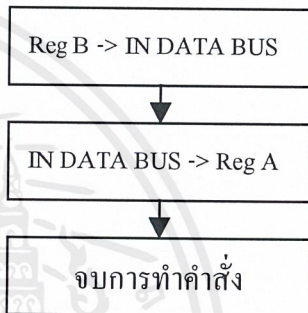 Reg B -> IN DATA BUS
IN DATA BUS -> Reg A
จบการทำคำสั่ง